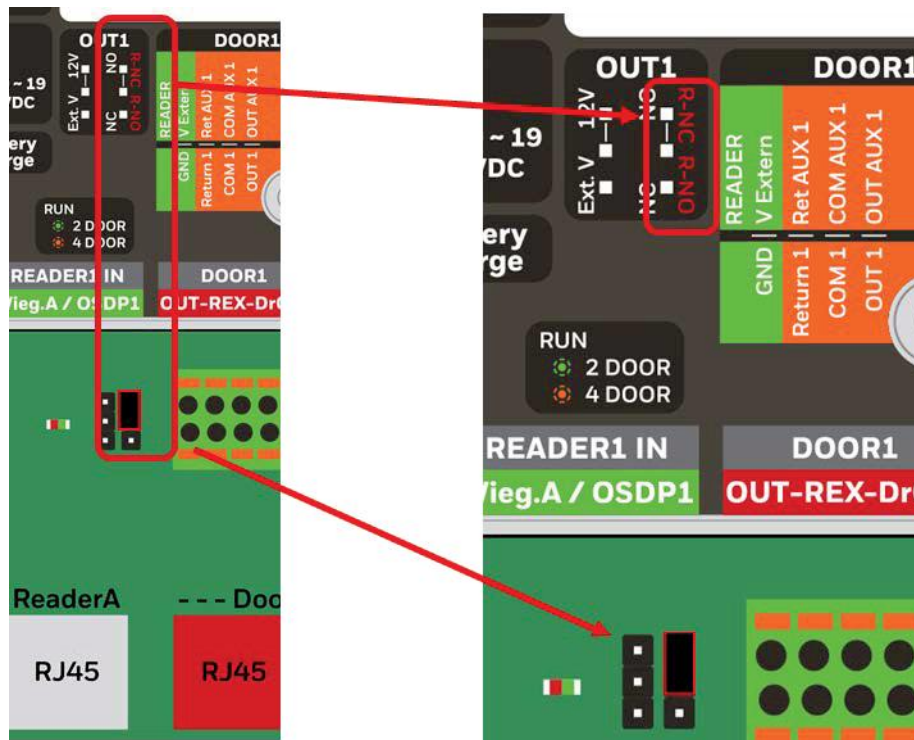 OUT1
DOOR1
~ 19
VDC
Ext. V 12V
NC NO
R-NC R-NO
READER
V Extern
Ret AUX 1
COM AUX 1
OUT AUX 1
GND
Return 1
COM 1
OUT 1
ery
rge
RUN
2 DOOR
4 DOOR
READER1 IN
DOOR1
Vieg.A / OSDP1
OUT-REX-Dr
ReaderA
--- Doo
RJ45
RJ45
OUT1
DOOR1
~ 19
VDC
Ext. V 12V
NC NO
R-NC R-NO
READER
V Extern
Ret AUX 1
COM AUX 1
OUT AUX 1
GND
Return 1
COM 1
OUT 1
ery
rge
RUN
2 DOOR
4 DOOR
READER1 IN
DOOR1
Vieg.A / OSDP1
OUT-REX-Dr